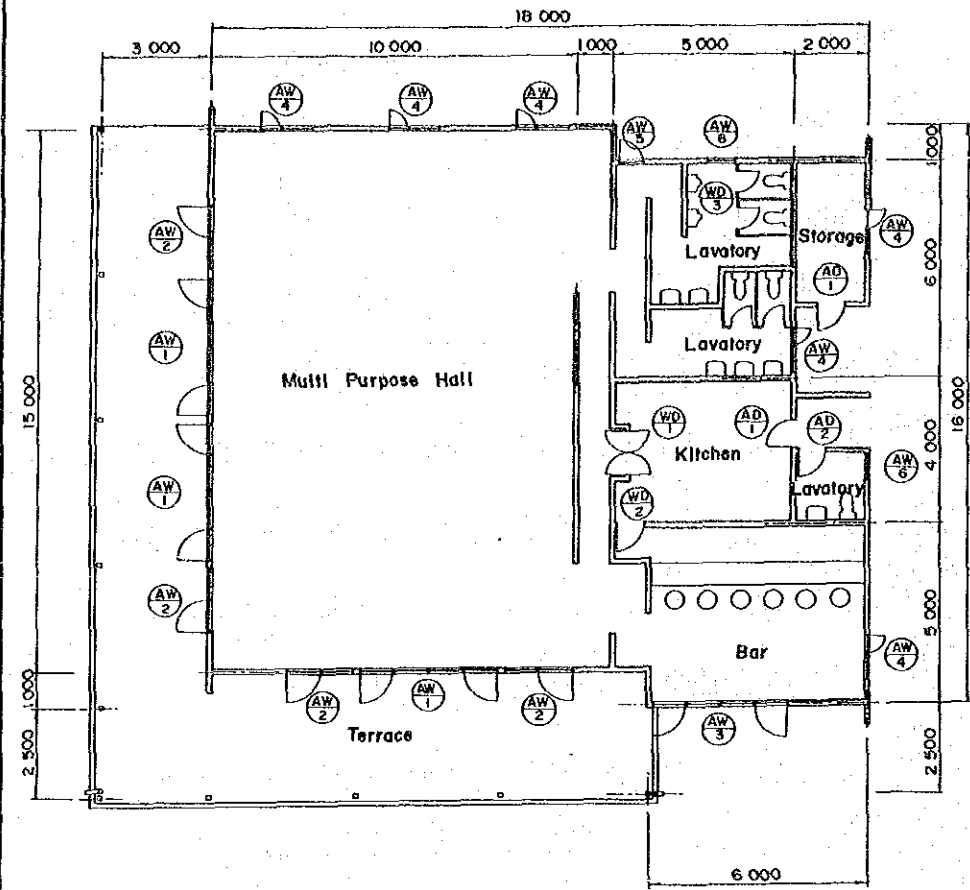 18 000
3 000 10 000 1 000 5 000 2 000
AW 4 AW 4 AW 4
AW 5 AW 6
1 000
WD 3
AW 2
Storage
AW 4
Lavatory
6 000
AD 1
AW 1
Lavatory
AW 4
Multi Purpose Hall
15 000
16 000
WD 1 AD 1 AD 2
Kitchen
4 000
AW 6
AW 1
Lavatory
WD 2
AW 2
5 000
Bar
AW 4
1 000
AW 2 AW 1 AW 2
AW 3
Terrace
2 500
2 500
6 000